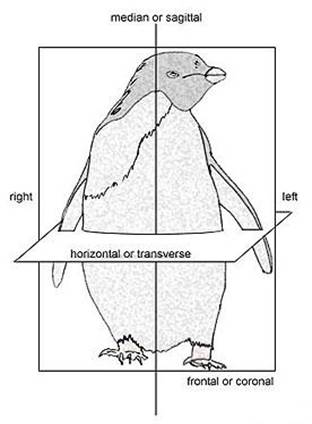 median or sagittal
right
left
horizontal or transverse
frontal or coronal